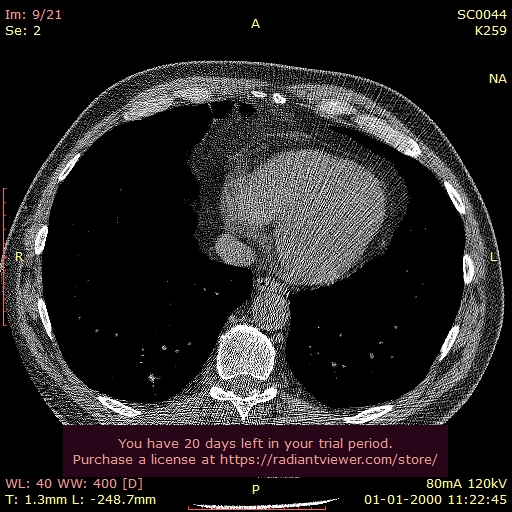 Im: 9/21
Se: 2
A
SC0044
K259
NA
R
L
You have 20 days left in your trial period.
Purchase a license at https://radiantviewer.com/store/
WL: 40 WW: 400 [D]
T: 1.3mm L: -248.7mm
P
80mA 120kV
01-01-2000 11:22:45